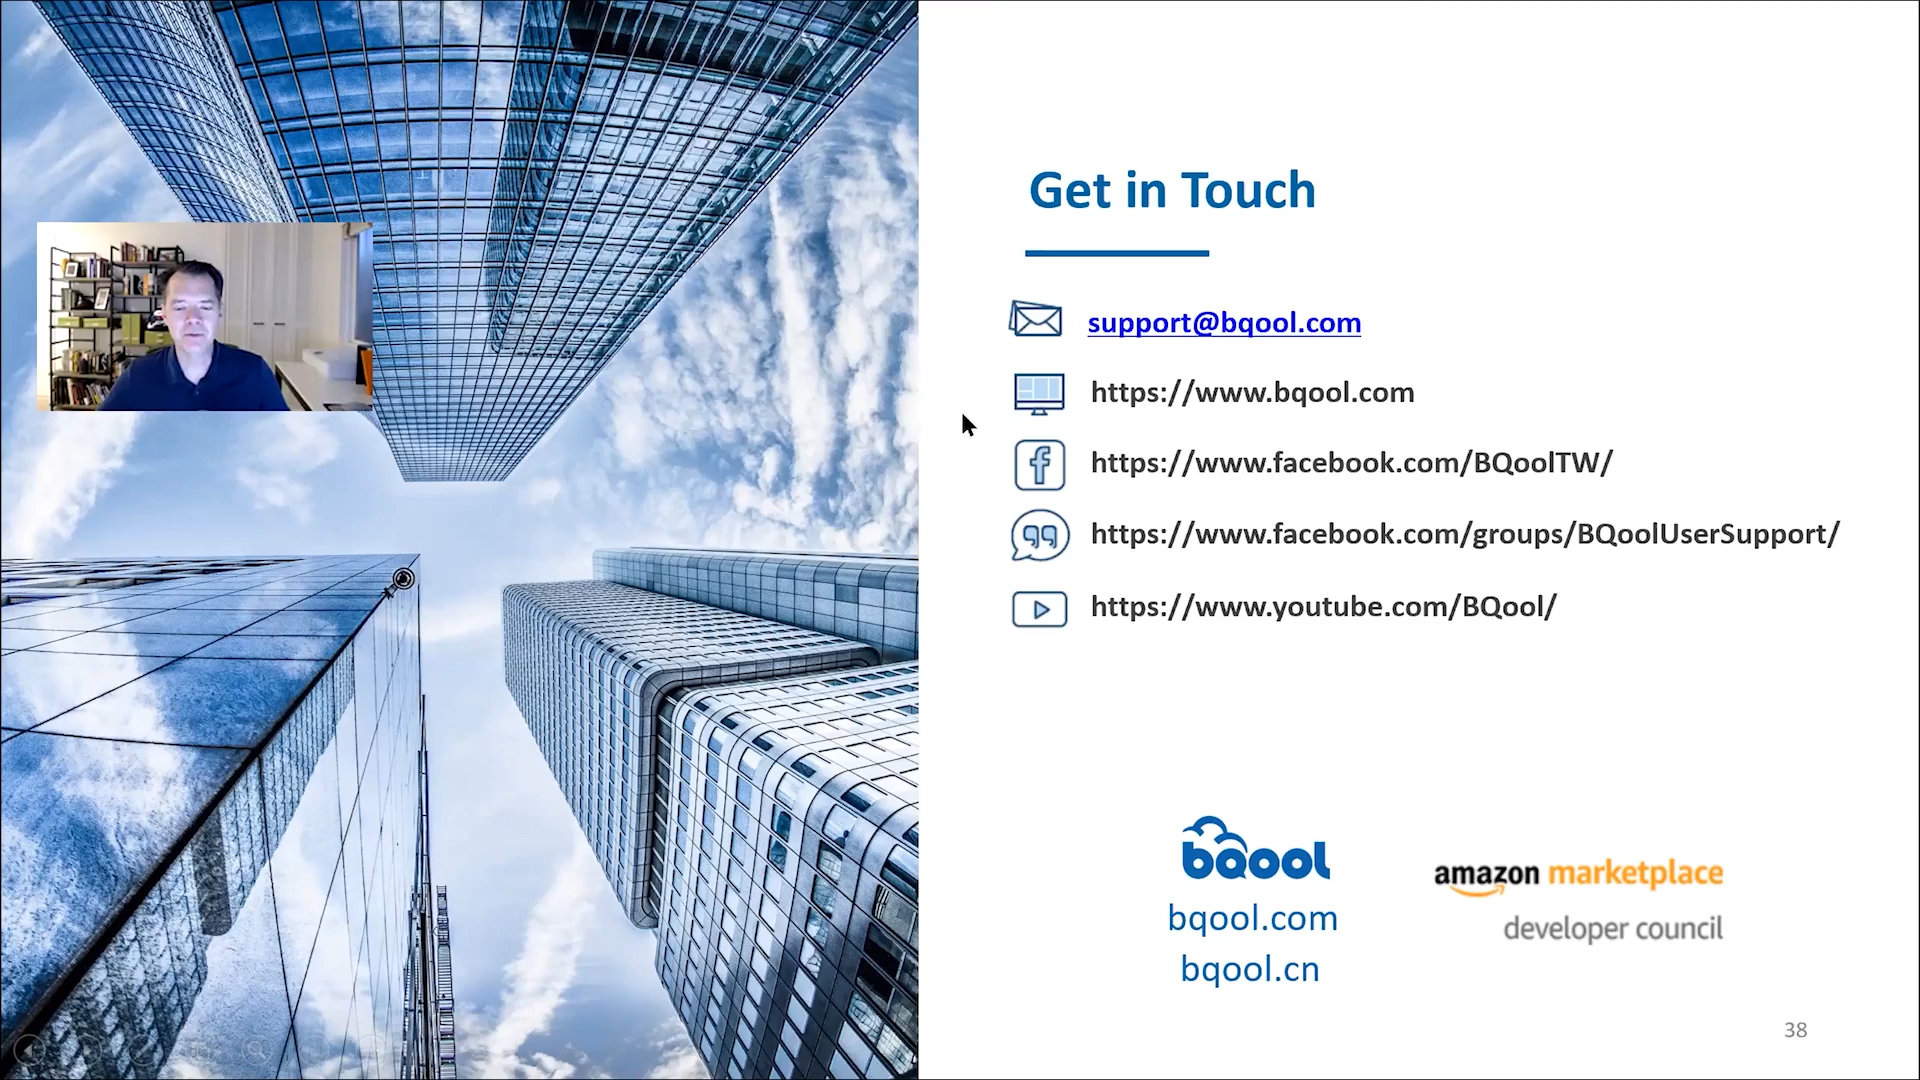 Get in Touch
support@bqool.com
https://www.bqool.com
https://www.facebook.com/BQoolTW/
https://www.facebook.com/groups/BQoolUserSupport/
https://www.youtube.com/BQool/
bqool
bqool.com
bqool.cn
amazon marketplace
developer council
38